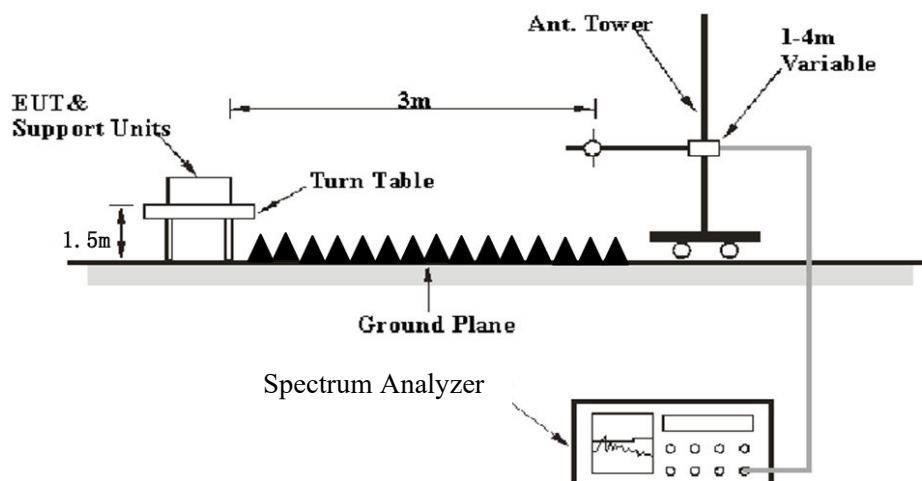 Ant. Tower
1-4m
Variable
EUT&
Support Units
3m
Turn Table
1.5m
Ground Plane
Spectrum Analyzer